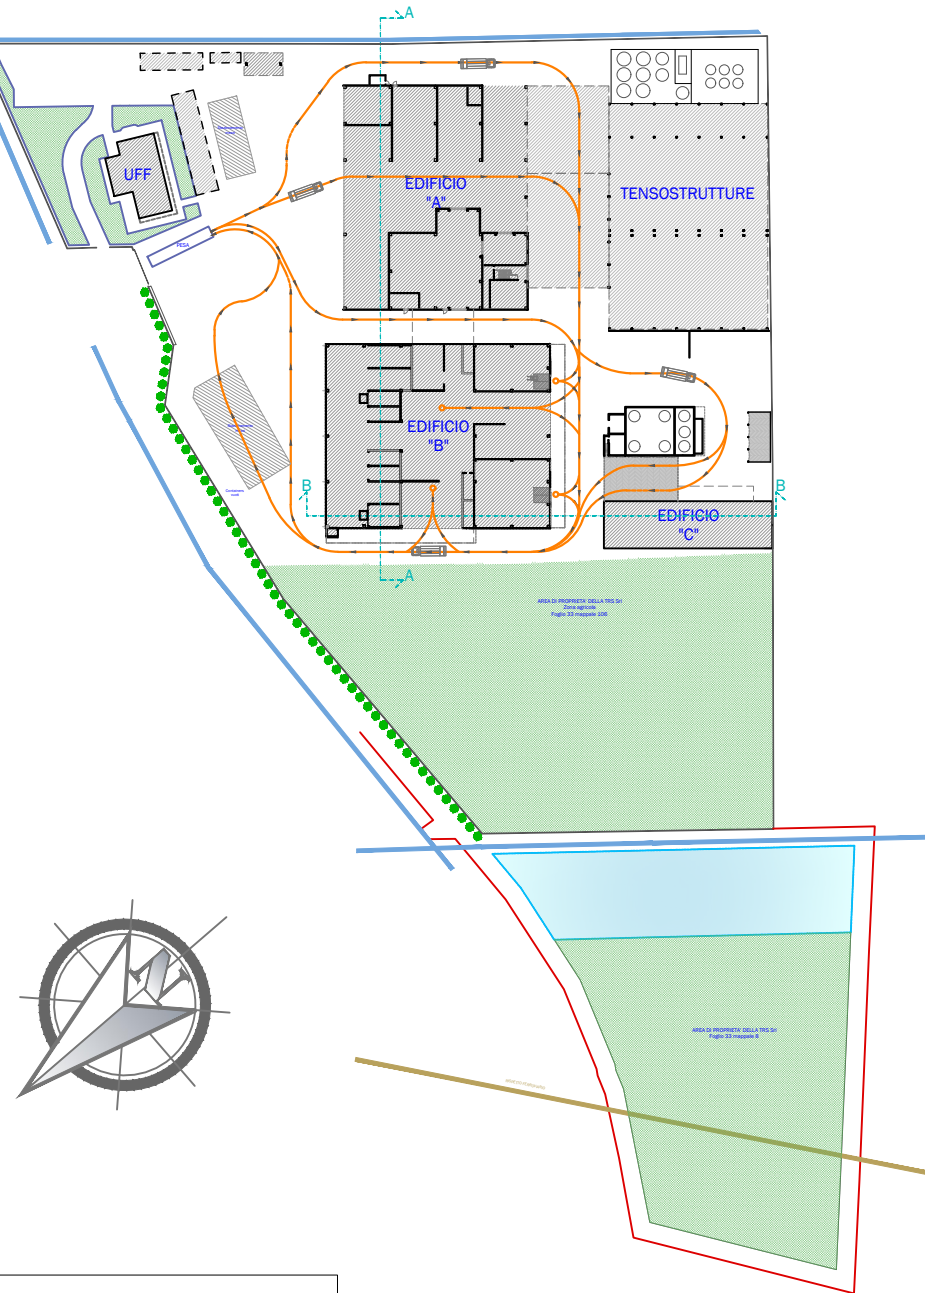 A
UFF
EDIFICIO
"A"
TENSOSTRUTTURE
PESA
EDIFICIO
"B"
B
B
EDIFICIO
"C"
A
AREA DI PROPRIETA' DELLA TRS Srl
Zona agricola
Foglio 33 mappale 106
N
AREA DI PROPRIETA' DELLA TRS Srl
Foglio 33 mappale 8